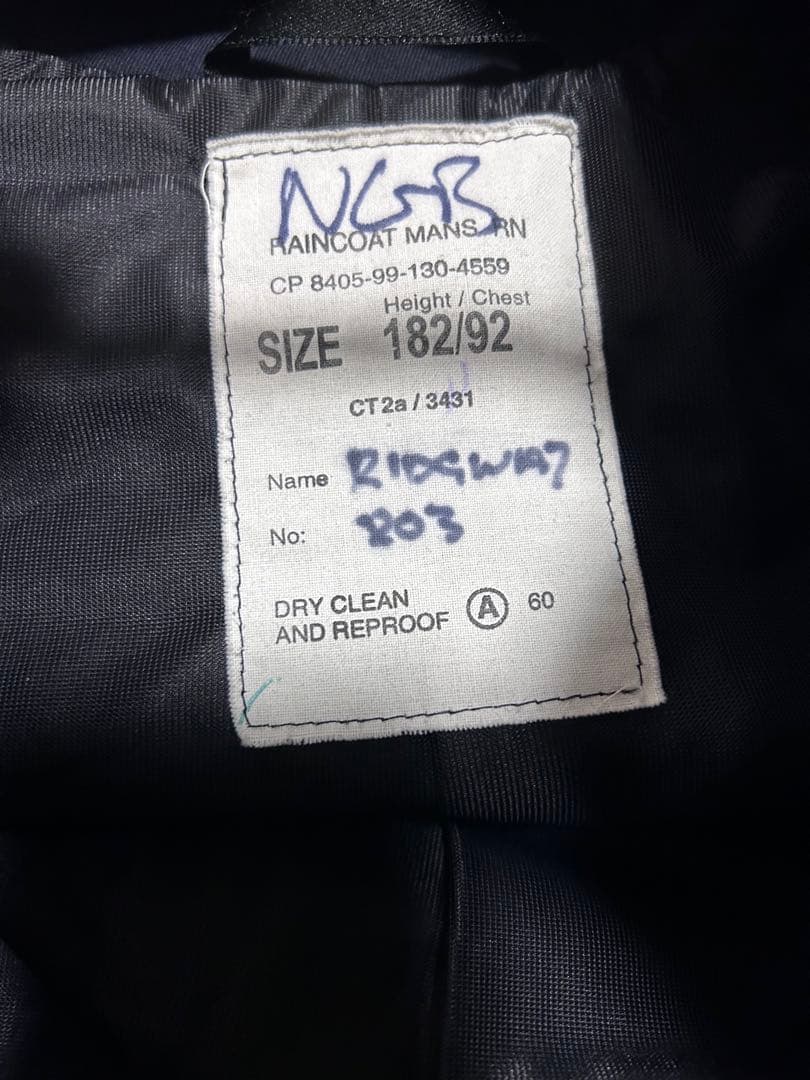 NGB
RAINCOAT MANS RN
CP 8405-99-130-4559
Height / Chest
SIZE 182/92
CT2a / 3431
Name RIDGWAY
No: 803
DRY CLEAN
AND REPROOF A 60